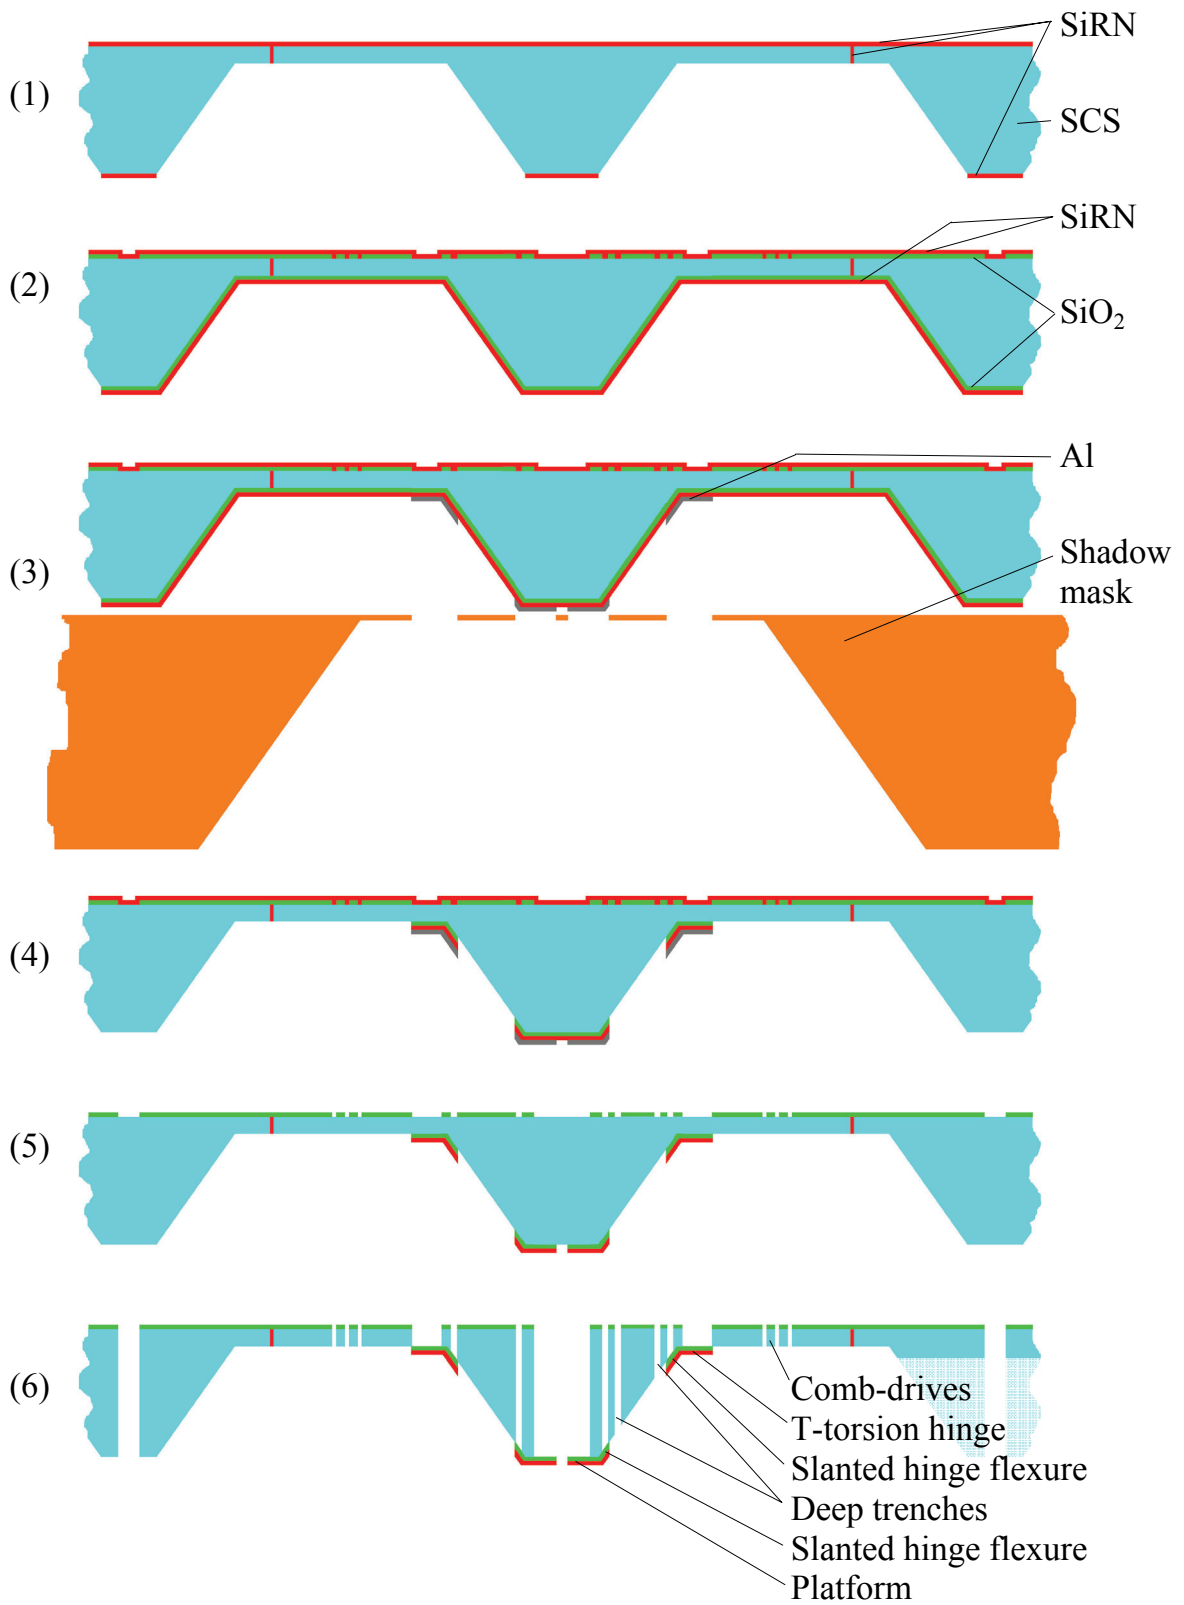 SiRN
(1)
SCS
SiRN
(2)
SiO₂
Al
(3)
Shadow
mask
(4)
(5)
(6)
Comb-drives
T-torsion hinge
Slanted hinge flexure
Deep trenches
Slanted hinge flexure
Platform